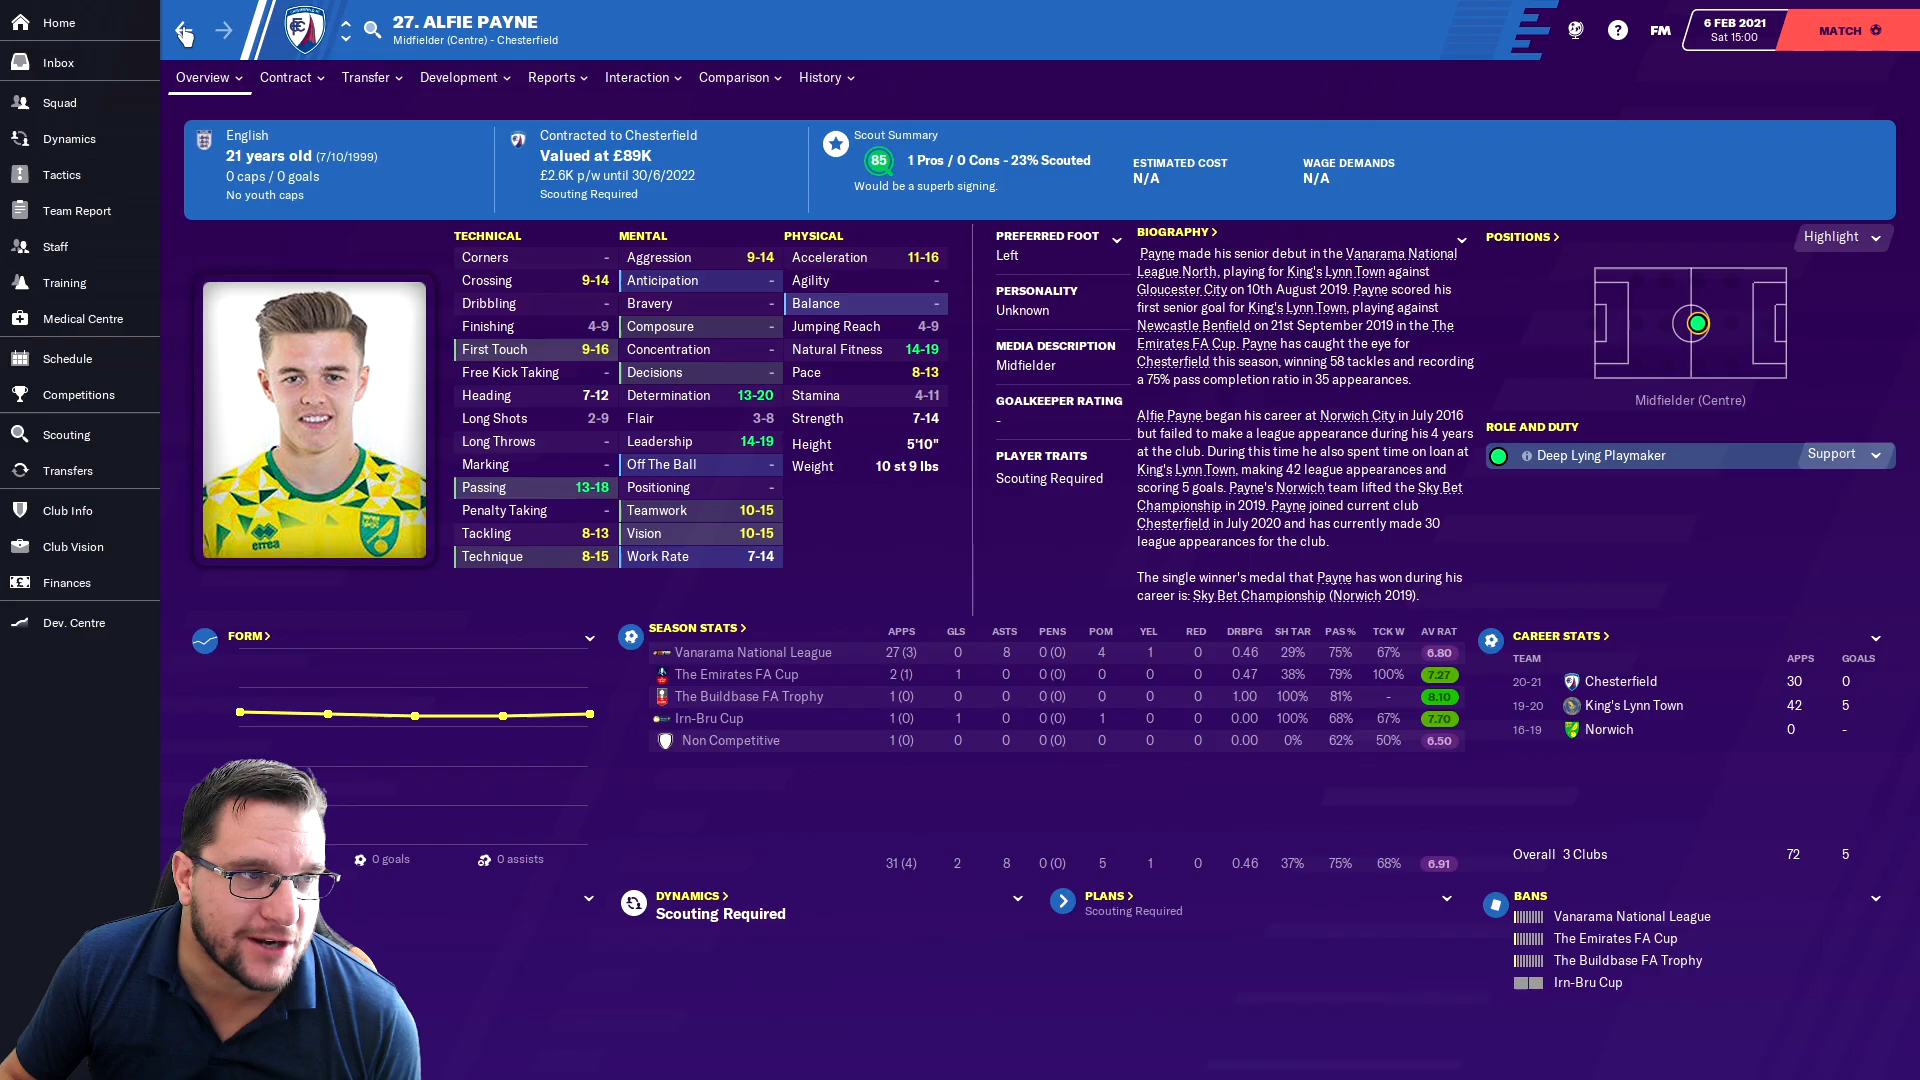 Home
Inbox
Squad
Dynamics
Tactics
Team Report
Staff
Training
Medical Centre
Schedule
Competitions
Scouting
Transfers
Club Info
Club Vision
Finances
Dev. Centre
27. ALFIE PAYNE
Midfielder (Centre) - Chesterfield
FM
6 FEB 2021
Sat 15:00
MATCH
Overview Contract Transfer Development Reports Interaction Comparison History
English
21 years old (7/10/1999)
0 caps / 0 goals
No youth caps
Contracted to Chesterfield
Valued at £89K
£2.6K p/w until 30/6/2022
Scouting Required
Scout Summary
85 1 Pros / 0 Cons - 23% Scouted
Would be a superb signing.
ESTIMATED COST
N/A
WAGE DEMANDS
N/A
TECHNICAL
Corners -
Crossing 9-14
Dribbling -
Finishing 4-9
First Touch 9-16
Free Kick Taking -
Heading 7-12
Long Shots 2-9
Long Throws -
Marking -
Passing 13-18
Penalty Taking -
Tackling 8-13
Technique 8-15
MENTAL
Aggression 9-14
Anticipation -
Bravery -
Composure -
Concentration -
Decisions -
Determination 13-20
Flair 3-8
Leadership 14-19
Off The Ball -
Positioning -
Teamwork 10-15
Vision 10-15
Work Rate 7-14
PHYSICAL
Acceleration 11-16
Agility -
Balance -
Jumping Reach 4-9
Natural Fitness 14-19
Pace 8-13
Stamina 4-11
Strength 7-14
Height 5'10"
Weight 10 st 9 lbs
PREFERRED FOOT
Left
PERSONALITY
Unknown
MEDIA DESCRIPTION
Midfielder
GOALKEEPER RATING
-
PLAYER TRAITS
Scouting Required
BIOGRAPHY >
Payne made his senior debut in the Vanarama National
League North, playing for King's Lynn Town against
Gloucester City on 10th August 2019. Payne scored his
first senior goal for King's Lynn Town, playing against
Newcastle Benfield on 21st September 2019 in the The
Emirates FA Cup. Payne has caught the eye for
Chesterfield this season, winning 58 tackles and recording
a 75% pass completion ratio in 35 appearances.
Alfie Payne began his career at Norwich City in July 2016
but failed to make a league appearance during his 4 years
at the club. During this time he also spent time on loan at
King's Lynn Town, making 42 league appearances and
scoring 5 goals. Payne's Norwich team lifted the Sky Bet
Championship in 2019. Payne joined current club
Chesterfield in July 2020 and has currently made 30
league appearances for the club.
The single winner's medal that Payne has won during his
career is: Sky Bet Championship (Norwich 2019).
POSITIONS >
Highlight
Midfielder (Centre)
ROLE AND DUTY
Deep Lying Playmaker Support
errea
FORM >
0 goals 0 assists
SEASON STATS > APPS GLS ASTS PENS POM YEL RED DRBPG SH TAR PAS % TCK W AV RAT
Vanarama National League 27 (3) 0 8 0 (0) 4 1 0 0.46 29% 75% 67% 6.80
The Emirates FA Cup 2 (1) 1 0 0 (0) 0 0 0 0.47 38% 79% 100% 7.27
The Buildbase FA Trophy 1 (0) 0 0 0 (0) 0 0 0 1.00 100% 81% - 8.10
Irn-Bru Cup 1 (0) 1 0 0 (0) 1 0 0 0.00 100% 68% 67% 7.70
Non Competitive 1 (0) 0 0 0 (0) 0 0 0 0.00 0% 62% 50% 6.50
31 (4) 2 8 0 (0) 5 1 0 0.46 37% 75% 68% 6.91
CAREER STATS >
TEAM APPS GOALS
20-21 Chesterfield 30 0
19-20 King's Lynn Town 42 5
16-19 Norwich 0 -
Overall 3 Clubs 72 5
DYNAMICS >
Scouting Required
PLANS >
Scouting Required
BANS
Vanarama National League
The Emirates FA Cup
The Buildbase FA Trophy
Irn-Bru Cup